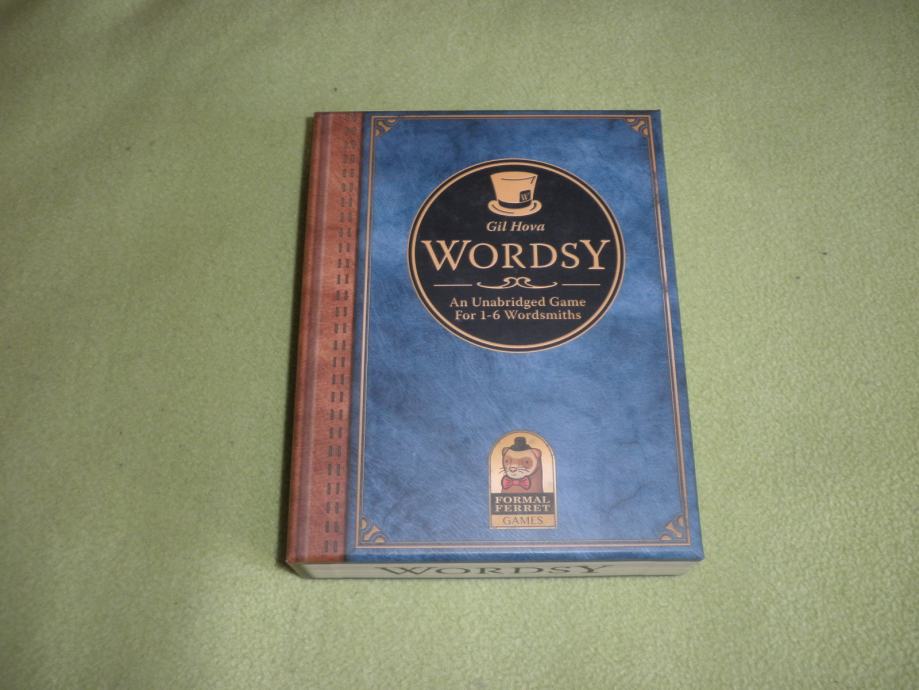 W
Gil Hova
WORDSY
An Unabridged Game
For 1-6 Wordsmiths
FORMAL
FERRET
GAMES
WORDSY